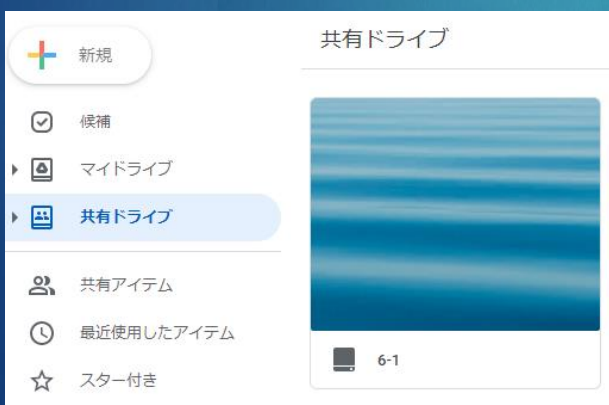 新規
候補
マイドライブ
共有ドライブ
共有アイテム
最近使用したアイテム
スター付き
共有ドライブ
6-1